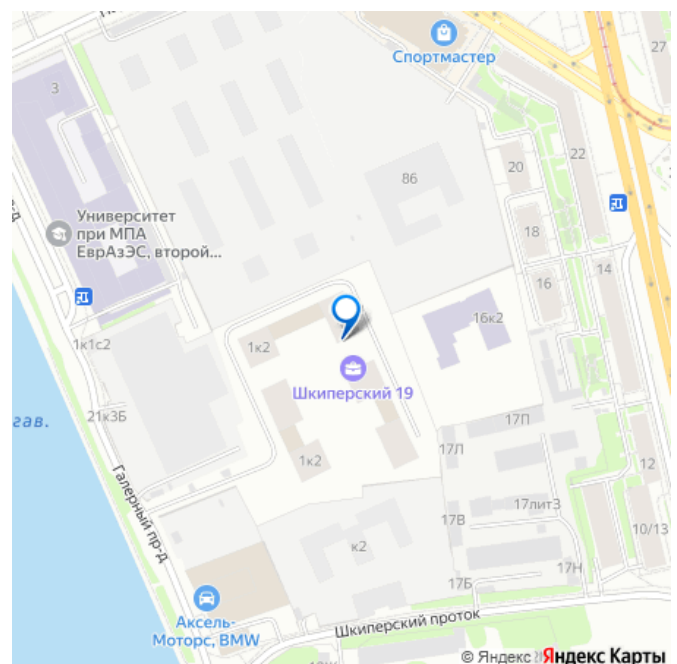 3
Спортмастер
27
86
20
22
Университет
при МПА
ЕврАзЭС, второй...
18
14
16
1к1с2
1к2
16к2
Шкиперский 19
гав.
21к3Б
17П
17Л
1к2
12
17лит3
17В
10/13
Галерный пр-д
к2
17Н
17Б
Аксель-
Моторс, BMW
Шкиперский проток
© Яндекс Яндекс Карты